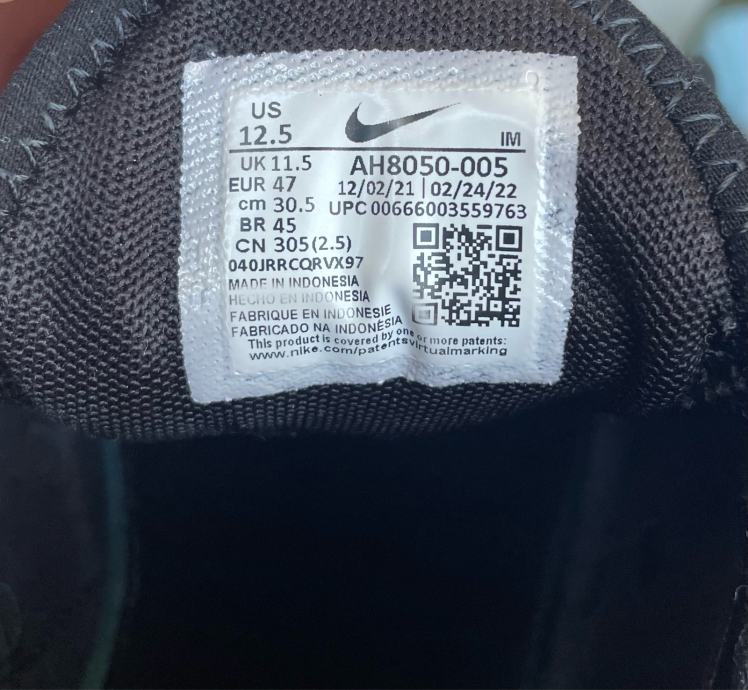 US
12.5
IM
UK 11.5
AH8050-005
EUR 47
12/02/21 | 02/24/22
cm 30.5
UPC 00666003559763
BR 45
CN 305(2.5)
040JRRCQRVX97
MADE IN INDONESIA
HECHO EN INDONESIA
FABRIQUE EN INDONESIE
FABRICADO NA INDONÉSIA
This product is covered by one or more patents:
www.nike.com/patentsvirtualmarking